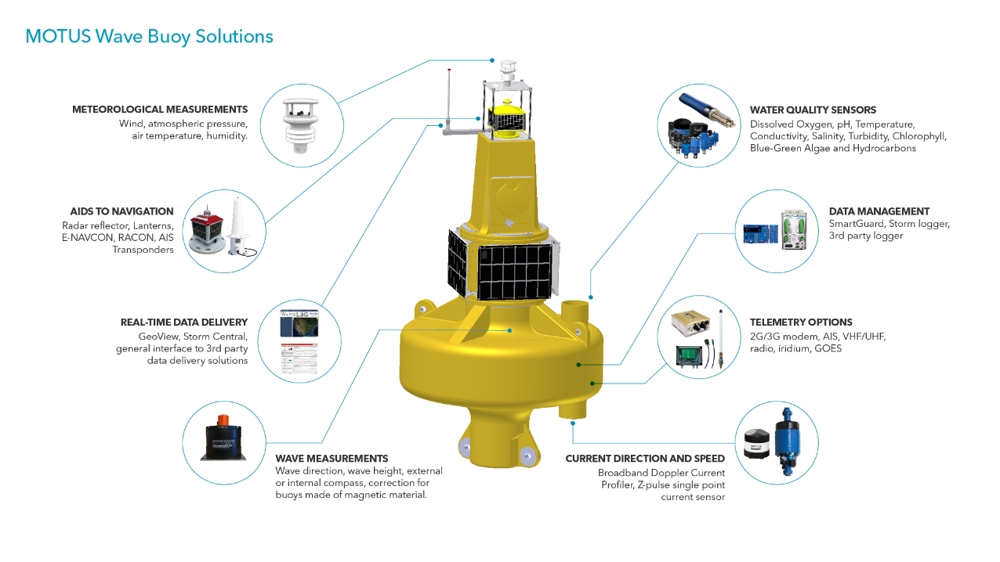 MOTUS Wave Buoy Solutions
METEOROLOGICAL MEASUREMENTS
Wind, atmospheric pressure,
air temperature, humidity.
AIDS TO NAVIGATION
Radar reflector, Lanterns,
E-NAVCON, RACON, AIS
Transponders
REAL-TIME DATA DELIVERY
GeoView, Storm Central,
general interface to 3rd party
data delivery solutions
WATERLOG
WAVE MEASUREMENTS
Wave direction, wave height, external
or internal compass, correction for
buoys made of magnetic material.
WATER QUALITY SENSORS
Dissolved Oxygen, pH, Temperature,
Conductivity, Salinity, Turbidity, Chlorophyll,
Blue-Green Algae and Hydrocarbons
DATA MANAGEMENT
SmartGuard, Storm logger,
3rd party logger
TELEMETRY OPTIONS
2G/3G modem, AIS, VHF/UHF,
radio, iridium, GOES
CURRENT DIRECTION AND SPEED
Broadband Doppler Current
Profiler, Z-pulse single point
current sensor